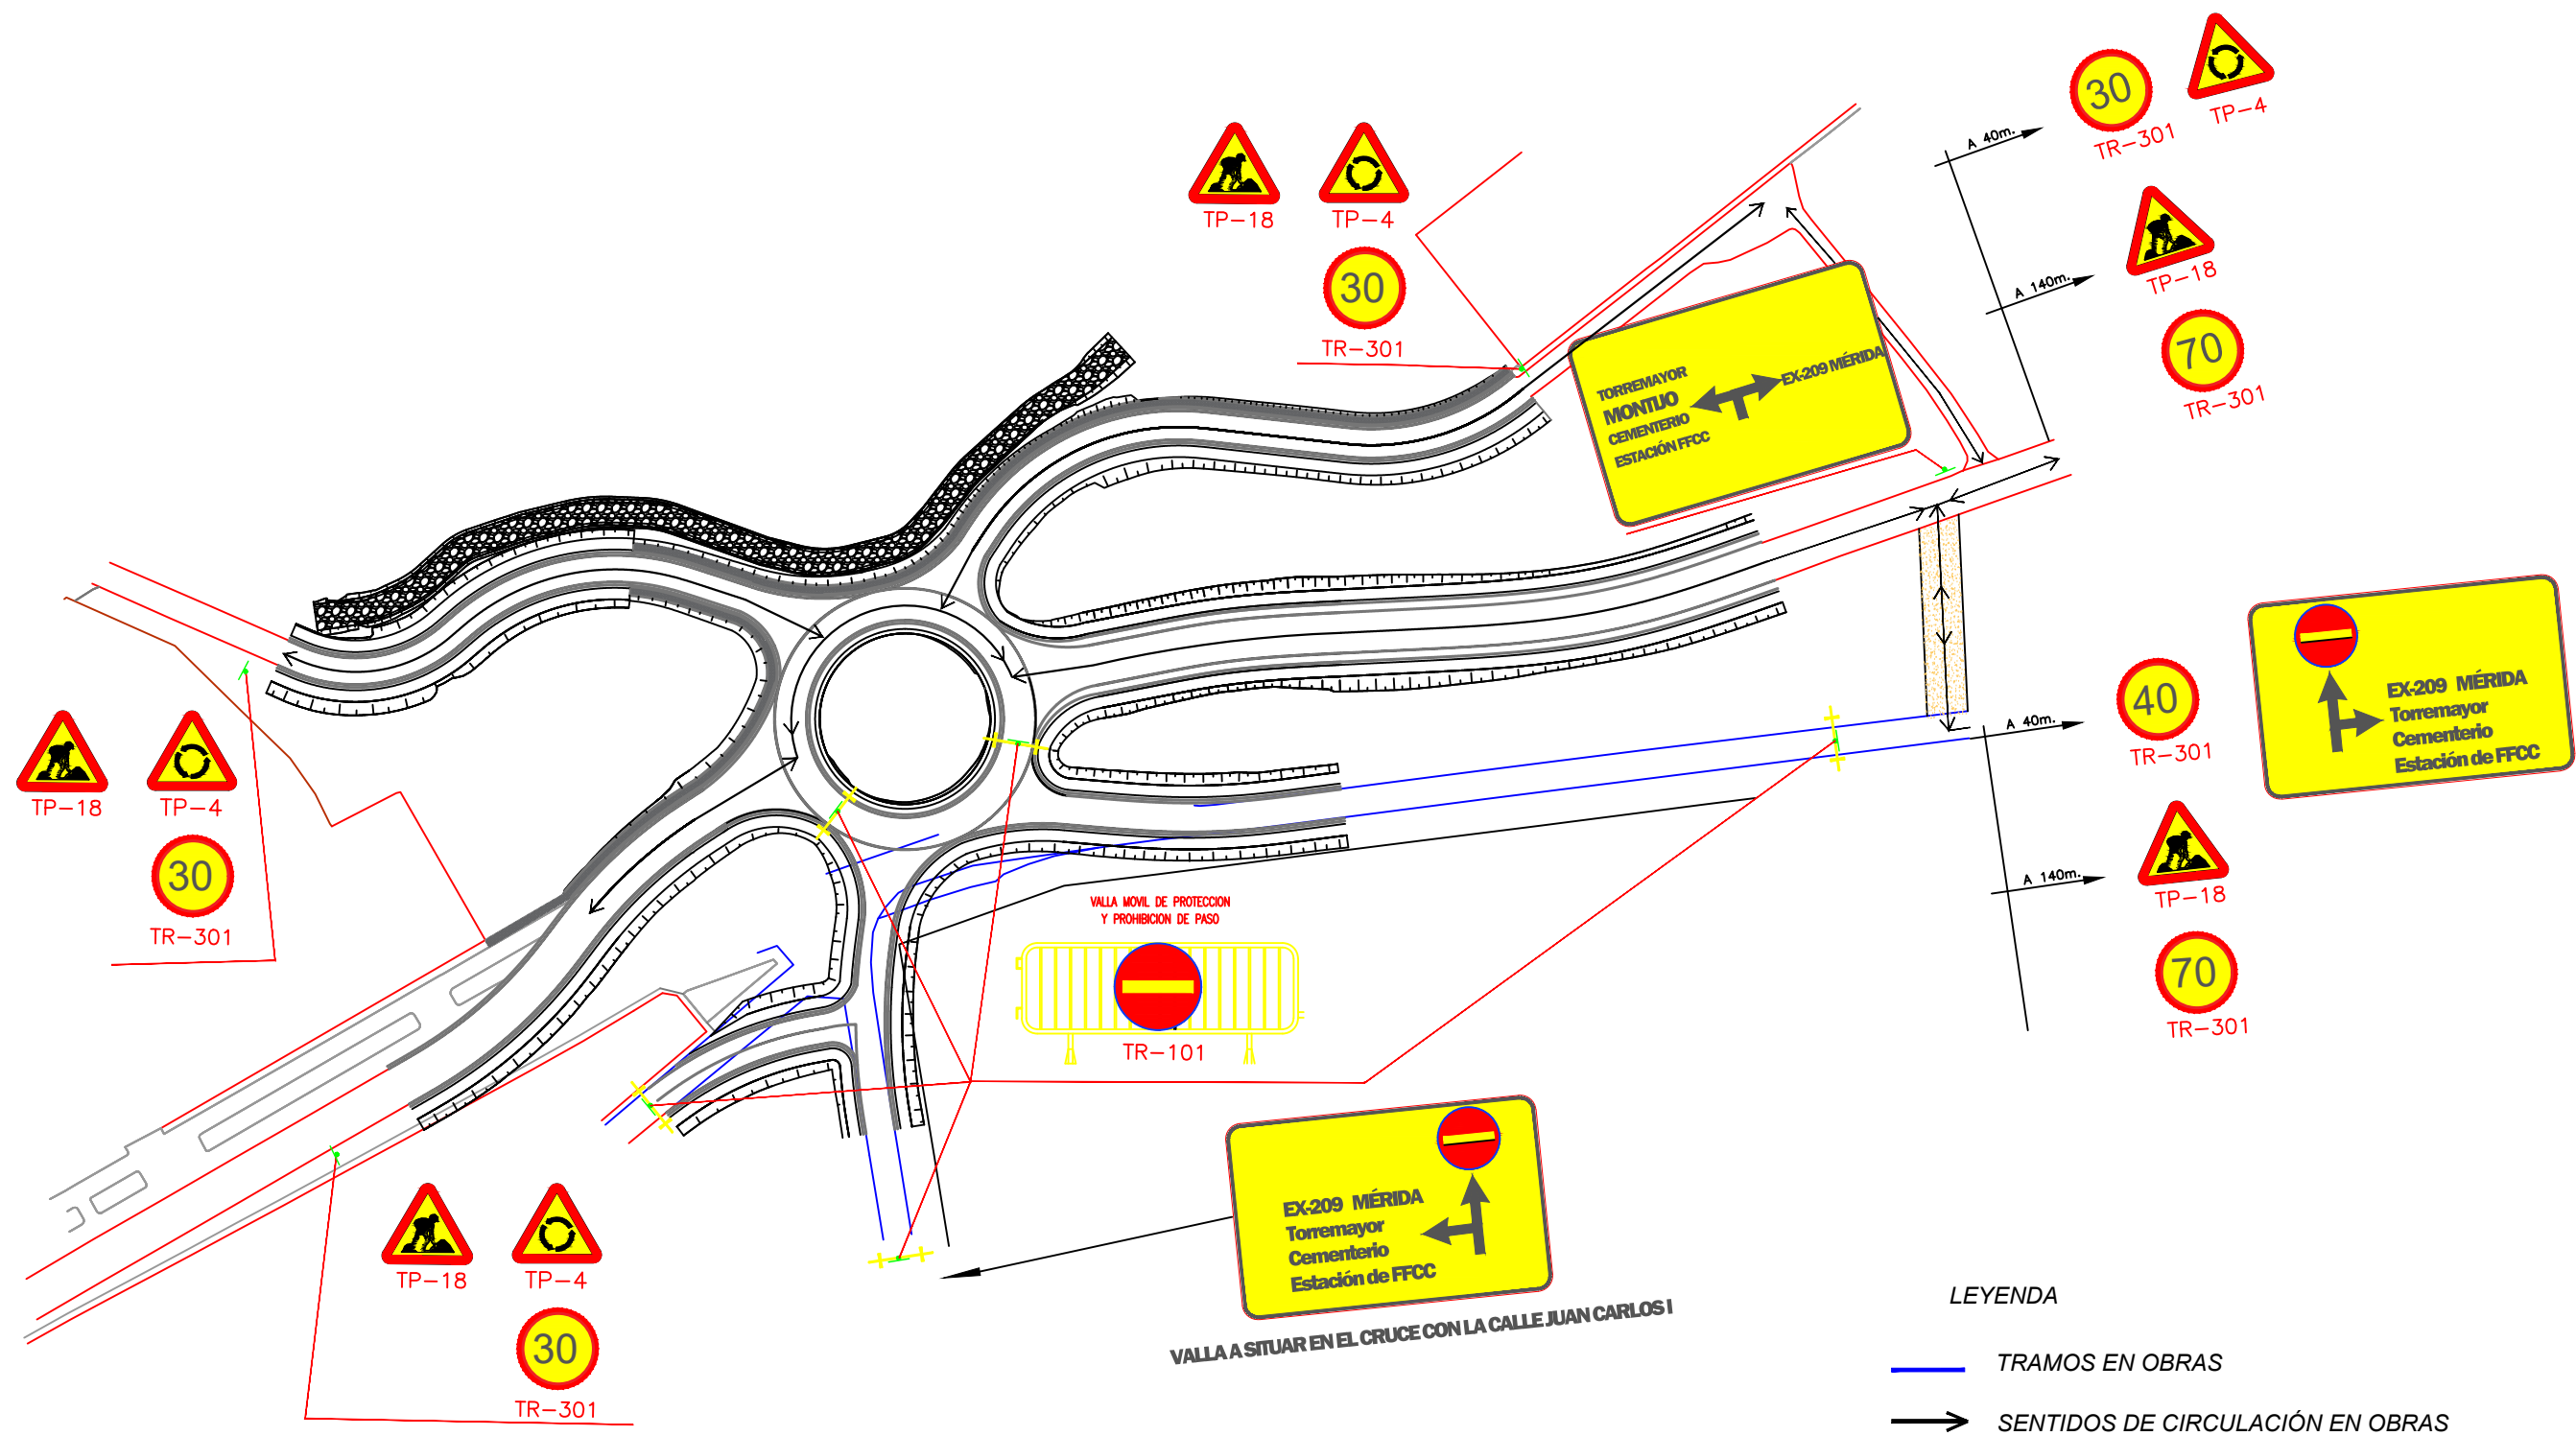 30
TR-301
TP-4
A 40m.
TP-18
TP-4
30
TR-301
A 140m.
TP-18
70
TR-301
TORREMAYOR
MONTIJO
CEMENTERIO
ESTACIÓN FFCC
EX-209 MÉRIDA
TP-18
TP-4
30
TR-301
A 40m.
40
TR-301
EX-209 MÉRIDA
Torremayor
Cementerio
Estación de FFCC
A 140m.
TP-18
70
TR-301
VALLA MOVIL DE PROTECCION
Y PROHIBICION DE PASO
TR-101
EX-209 MÉRIDA
Torremayor
Cementerio
Estación de FFCC
VALLA A SITUAR EN EL CRUCE CON LA CALLE JUAN CARLOS I
TP-18
TP-4
30
TR-301
LEYENDA
TRAMOS EN OBRAS
SENTIDOS DE CIRCULACIÓN EN OBRAS